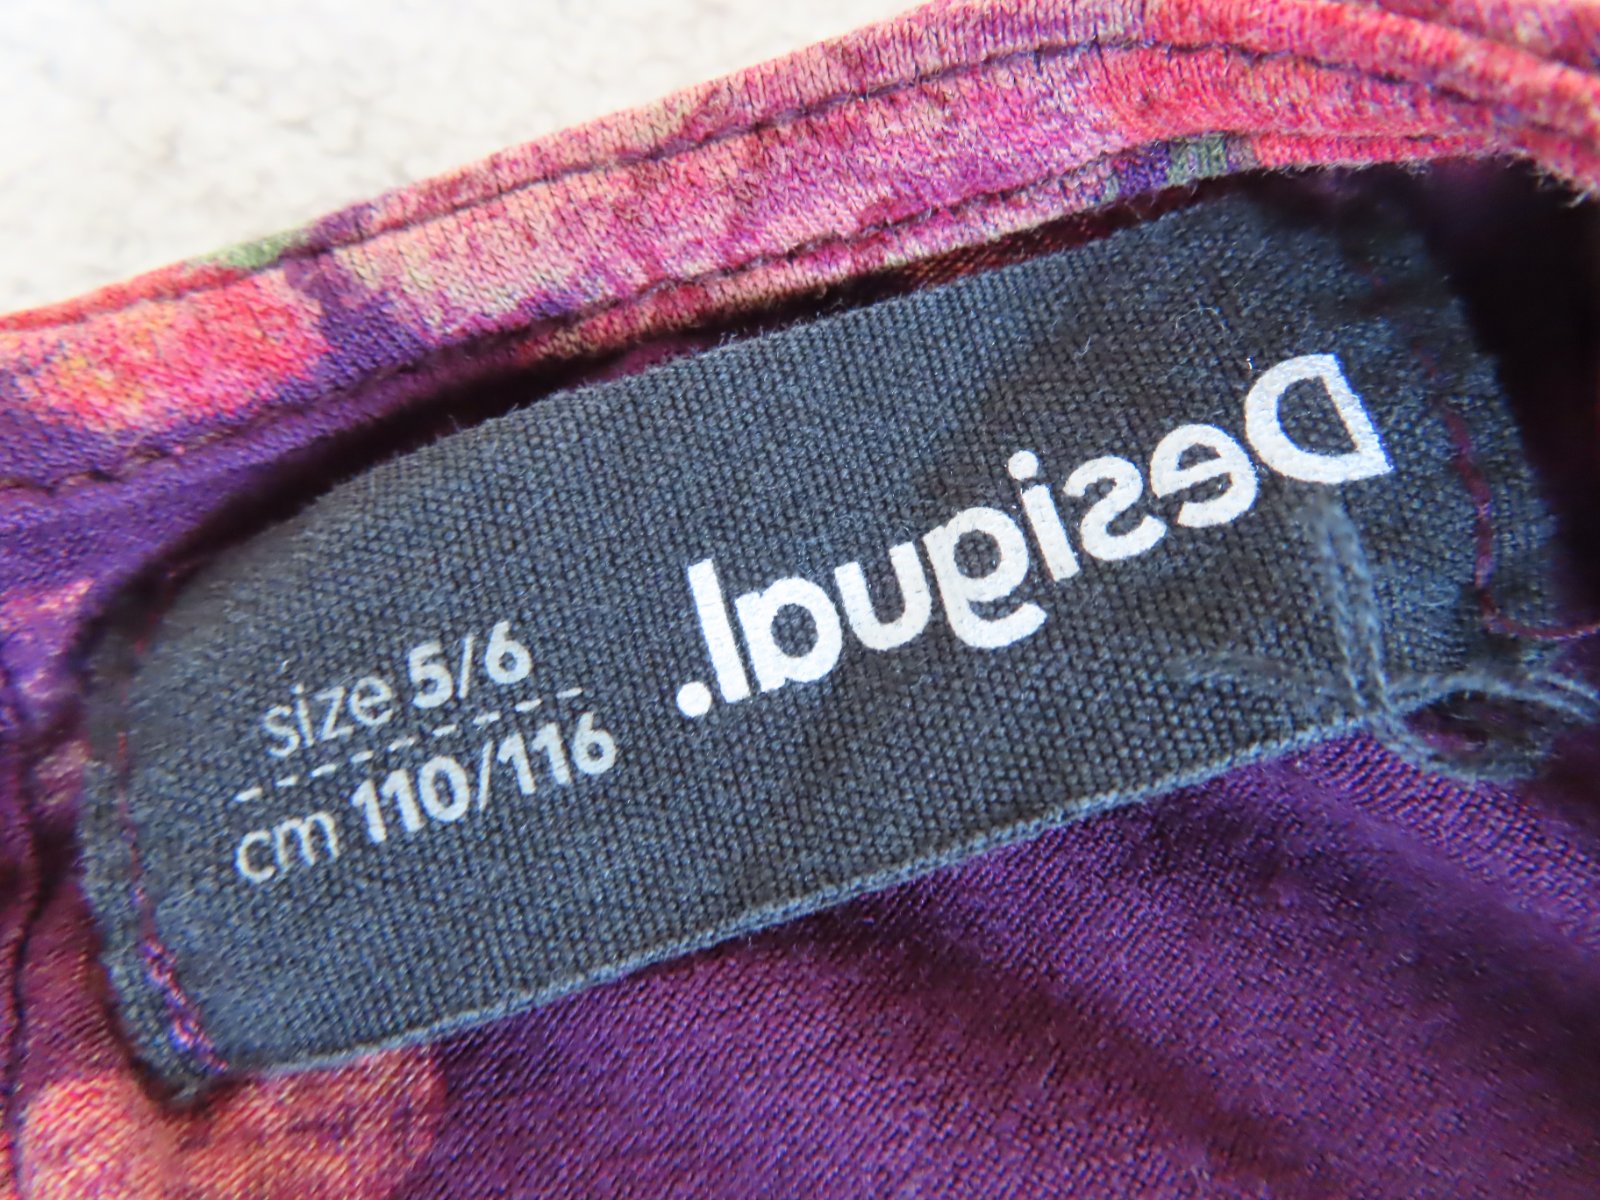 Desigual.
size 5/6
cm 110/116